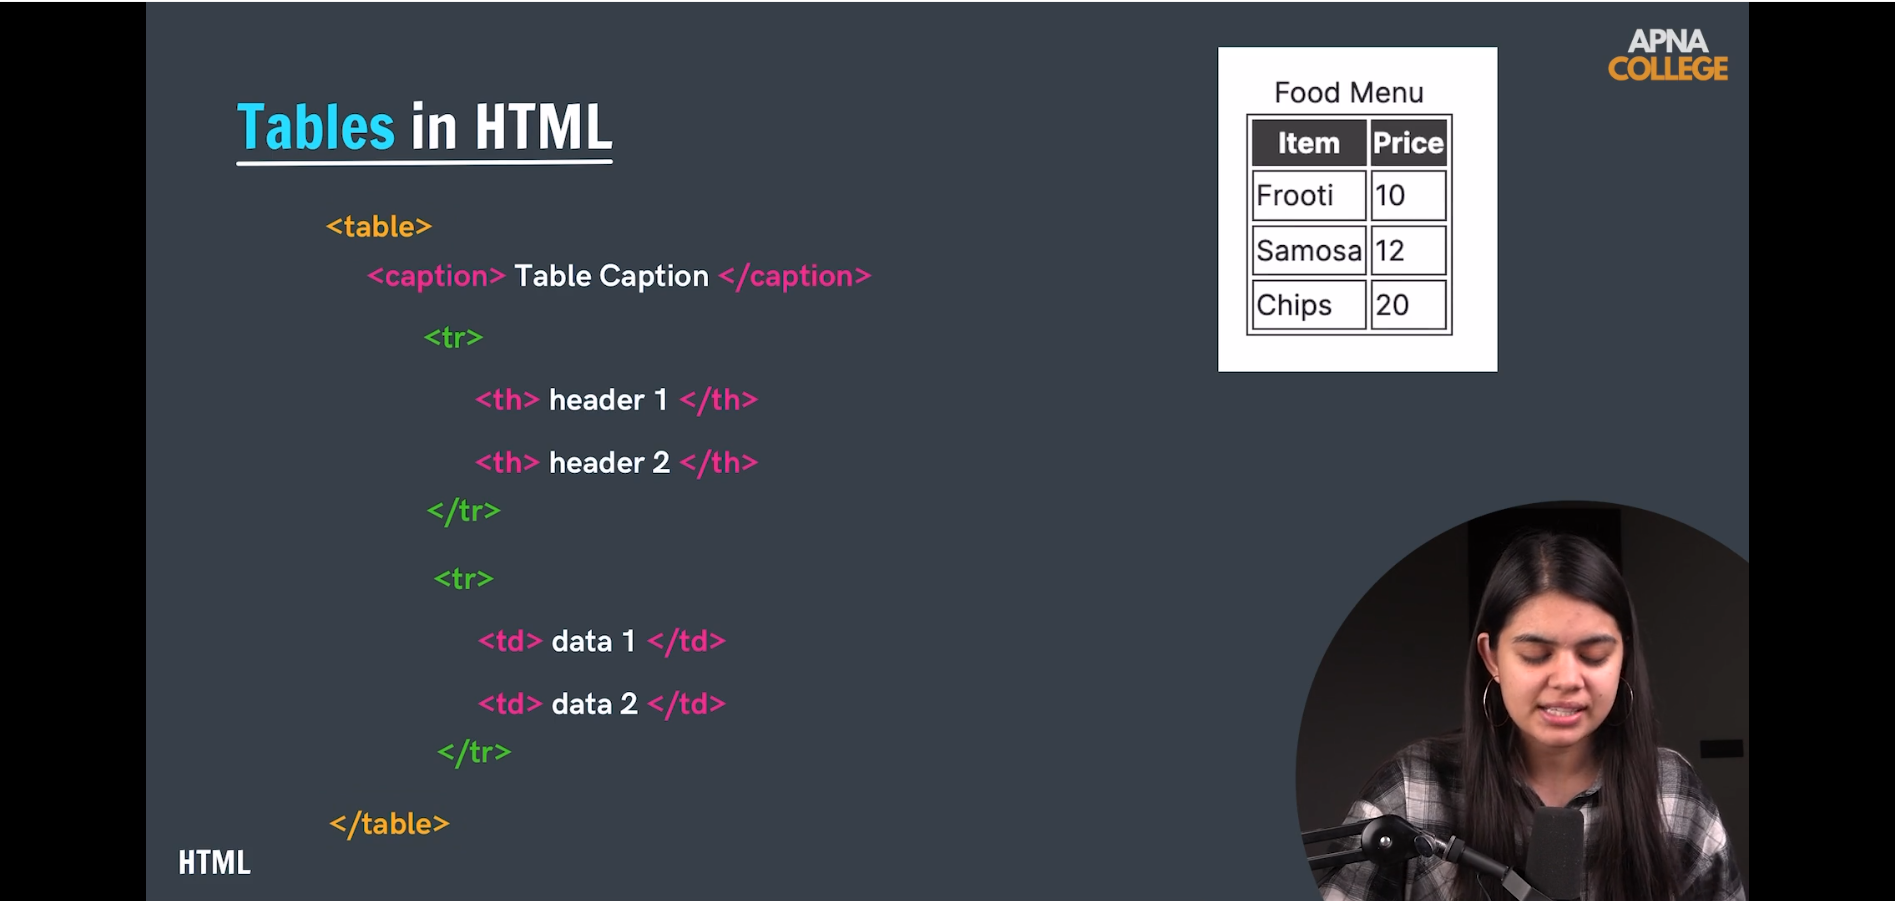 APNA
COLLEGE
Tables in HTML
<table>
<caption> Table Caption </caption>
<tr>
<th> header 1 </th>
<th> header 2 </th>
</tr>
<tr>
<td> data 1 </td>
<td> data 2 </td>
</tr>
</table>
HTML
Food Menu
Item Price
Frooti 10
Samosa 12
Chips 20